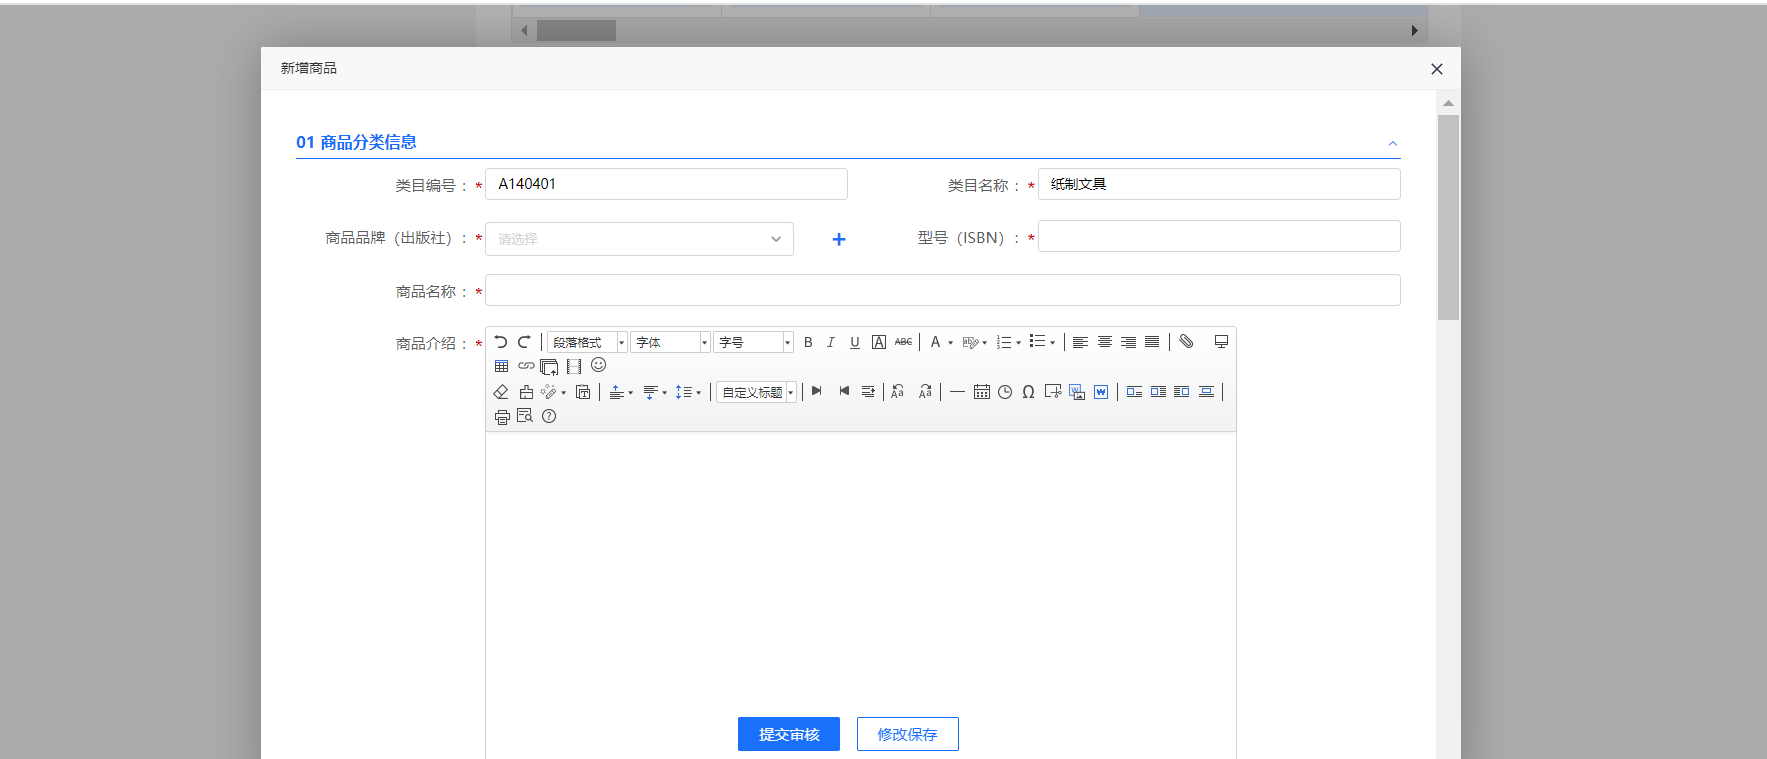 新增商品
01 商品分类信息
类目编号： * A140401 类目名称： * 纸制文具
商品品牌（出版社）： * 请选择 + 型号（ISBN）： *
商品名称： *
商品介绍： * 段落格式 字体 字号 B I U A ABC A
自定义标题 Aa Aa Ω
提交审核 修改保存